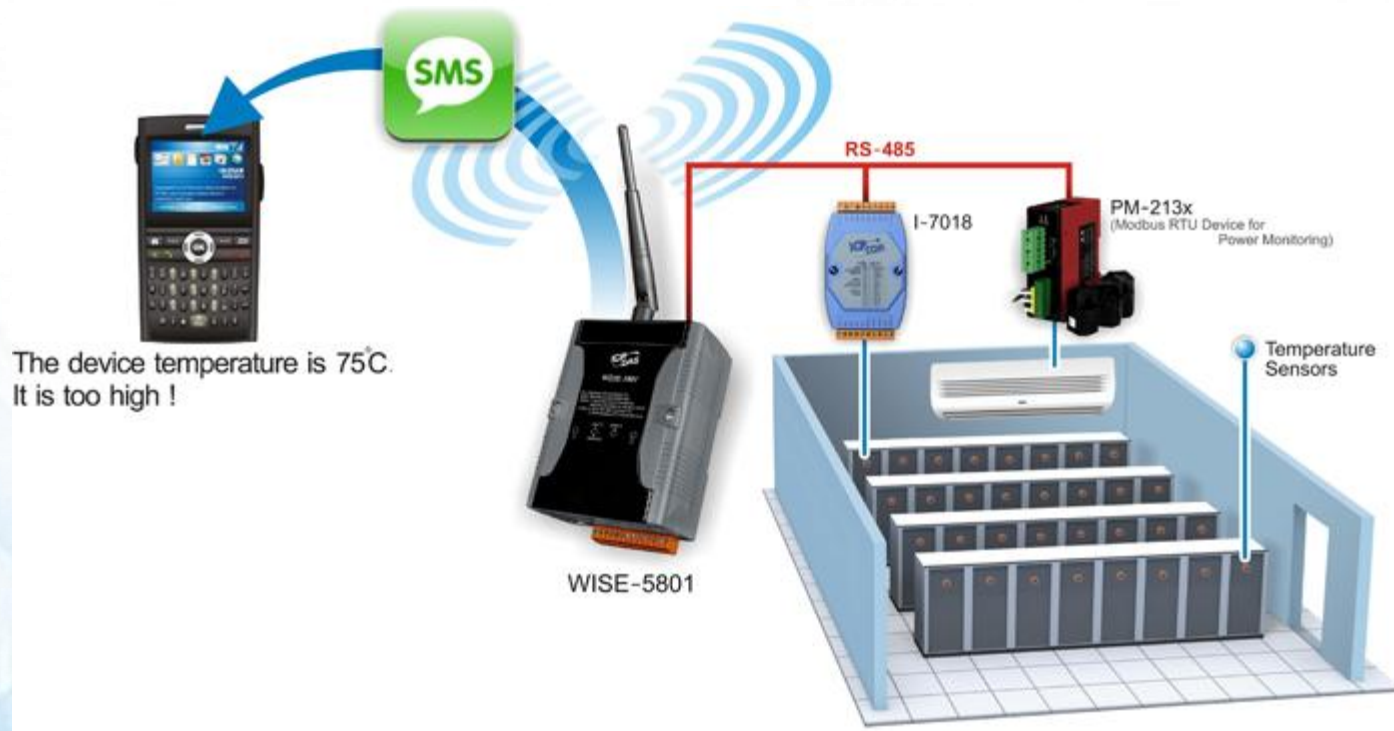 SMS
RS-485
I-7018
PM-213x
(Modbus RTU Device for
Power Monitoring)
The device temperature is 75°C.
It is too high !
Temperature
Sensors
WISE-5801